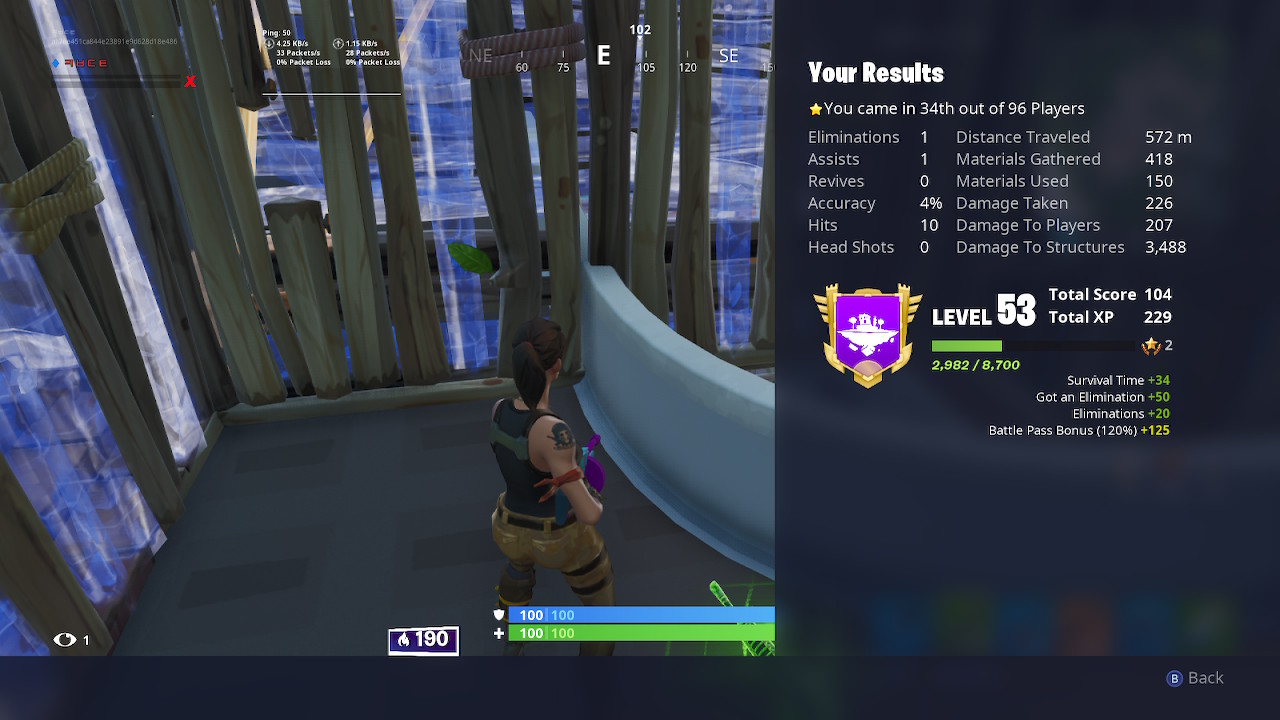 Ping: 50
4.25 KB/s 1.15 KB/s
33 Packets/s 28 Packets/s
0% Packet Loss 0% Packet Loss
102
NE E SE
60 75 105 120
X
Your Results
You came in 34th out of 96 Players
Eliminations 1 Distance Traveled 572 m
Assists 1 Materials Gathered 418
Revives 0 Materials Used 150
Accuracy 4% Damage Taken 226
Hits 10 Damage To Players 207
Head Shots 0 Damage To Structures 3,488
LEVEL 53
Total Score 104
Total XP 229
2
2,982 / 8,700
Survival Time +34
Got an Elimination +50
Eliminations +20
Battle Pass Bonus (120%) +125
100 100
100 100
190
1
B Back